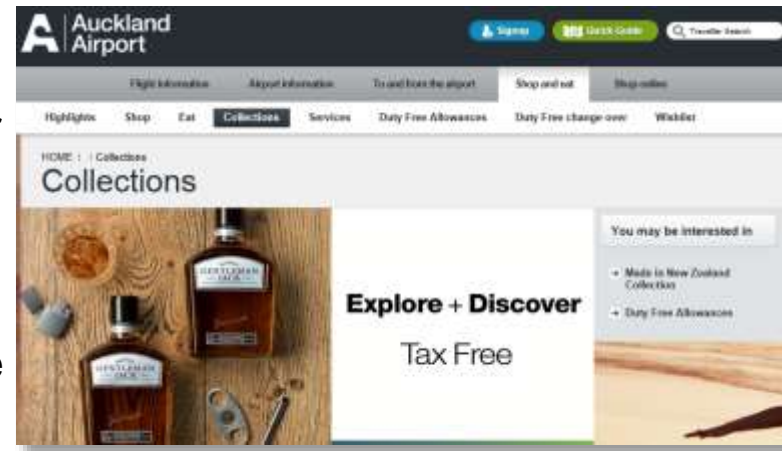 Auckland
Airport
Signup
Quick Guide
Traveller Search
Flight Information Airport Information To and from the airport Shop and eat Shop online
Highlights Shop Eat Collections Services Duty Free Allowances Duty Free change over Wishlist
HOME : : Collections
Collections
You may be interested in
Made in New Zealand
Collection
Duty Free Allowances
Explore + Discover
Tax Free
GENTLEMAN
JACK
GENTLEMAN
JACK